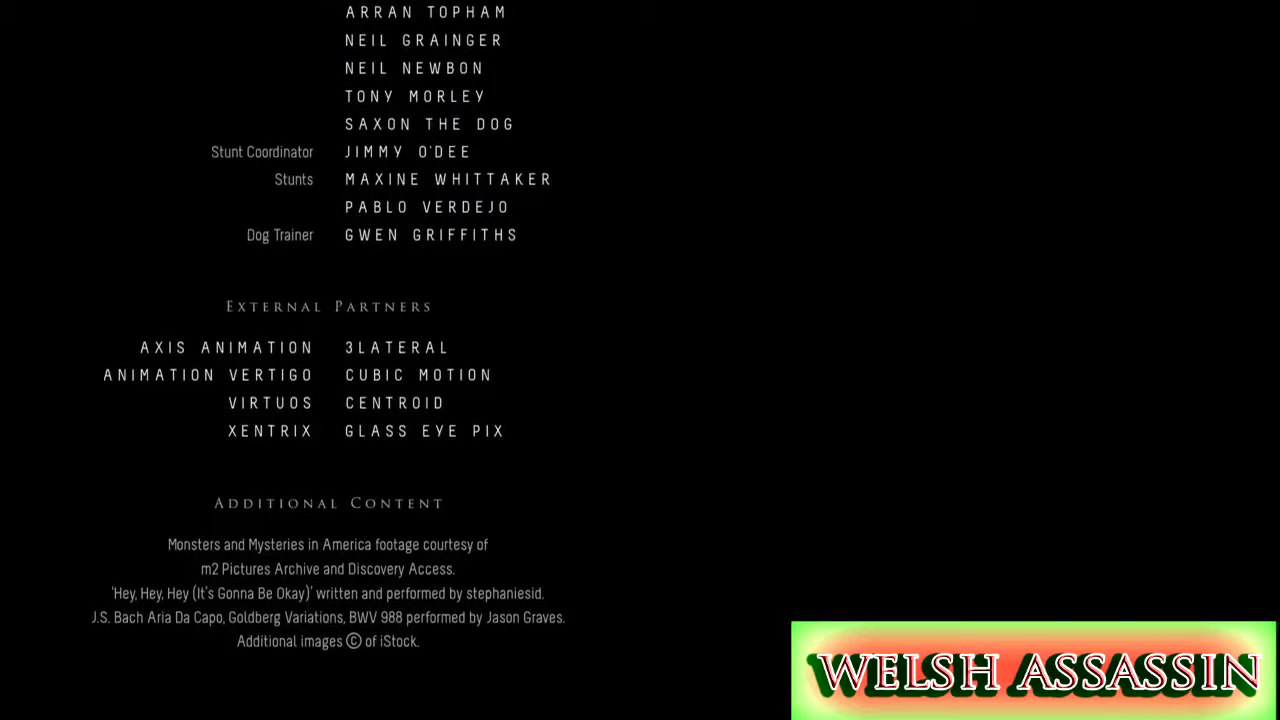 ARRAN TOPHAM
NEIL GRAINGER
NEIL NEWBON
TONY MORLEY
SAXON THE DOG
Stunt Coordinator JIMMY O'DEE
Stunts MAXINE WHITTAKER
PABLO VERDEJO
Dog Trainer GWEN GRIFFITHS
EXTERNAL PARTNERS
AXIS ANIMATION 3LATERAL
ANIMATION VERTIGO CUBIC MOTION
VIRTUOS CENTROID
XENTRIX GLASS EYE PIX
ADDITIONAL CONTENT
Monsters and Mysteries in America footage courtesy of
m2 Pictures Archive and Discovery Access.
'Hey, Hey, Hey (It's Gonna Be Okay)' written and performed by stephaniesid.
J.S. Bach Aria Da Capo, Goldberg Variations, BWV 988 performed by Jason Graves.
Additional images © of iStock.
WELSH ASSASSIN